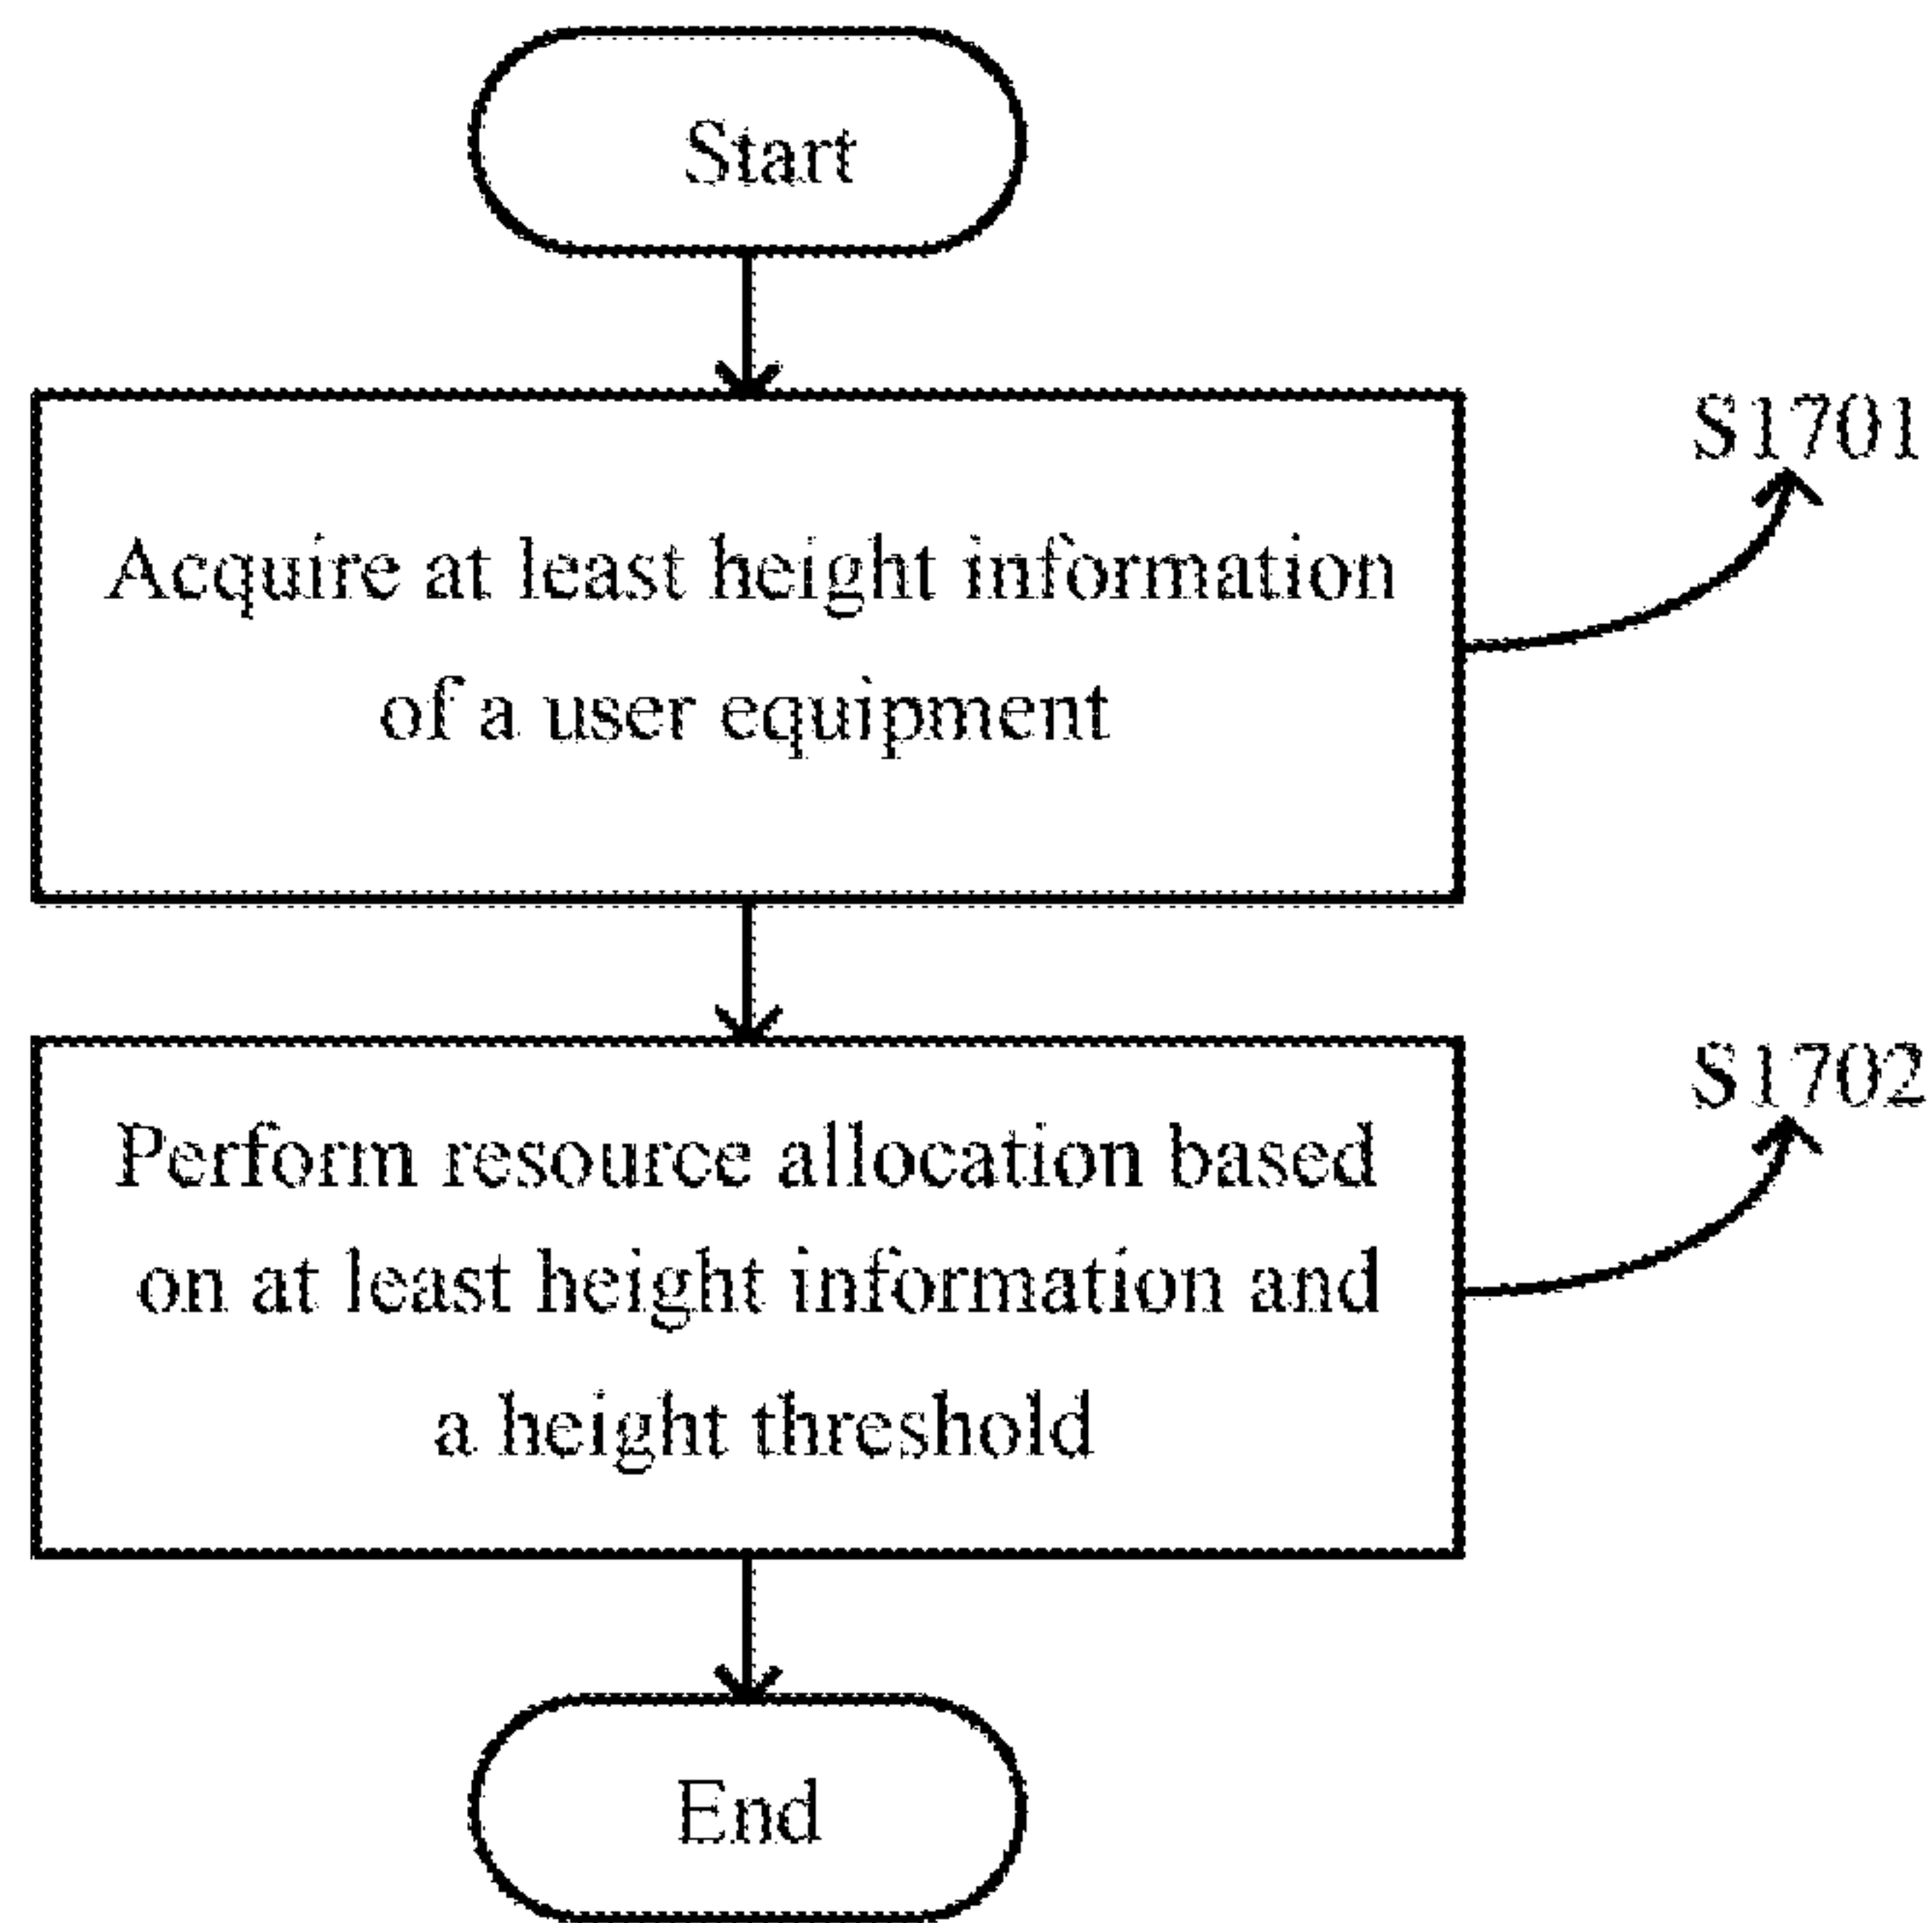 Start
S1701
Acquire at least height information
of a user equipment
S1702
Perform resource allocation based
on at least height information and
a height threshold
End